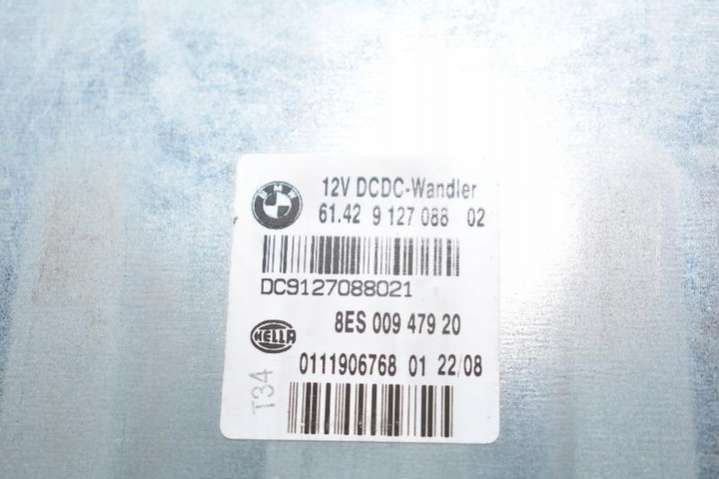 BMW
12V DCDC-Wandler
61.42 9 127 088 02
DC9127088021
8ES 009 479 20
HELLA
0111906768 01 22/08
T34